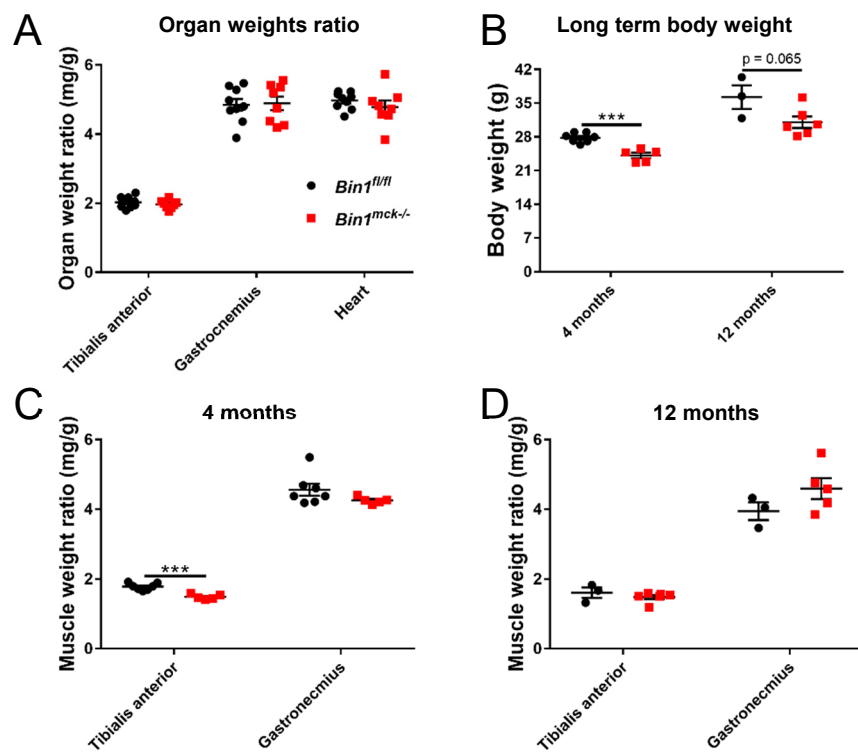 A
Organ weights ratio
Organ weight ratio (mg/g)
6
4
2
0
Bin1fl/fl
Bin1mck-/-
Tibialis anterior
Gastrocnemius
Heart
B
Long term body weight
Body weight (g)
42
35
28
21
14
7
0
***
p = 0.065
4 months
12 months
C
4 months
Muscle weight ratio (mg/g)
6
4
2
0
***
Tibialis anterior
Gastronecmius
D
12 months
Muscle weight ratio (mg/g)
6
4
2
0
Tibialis anterior
Gastronecmius